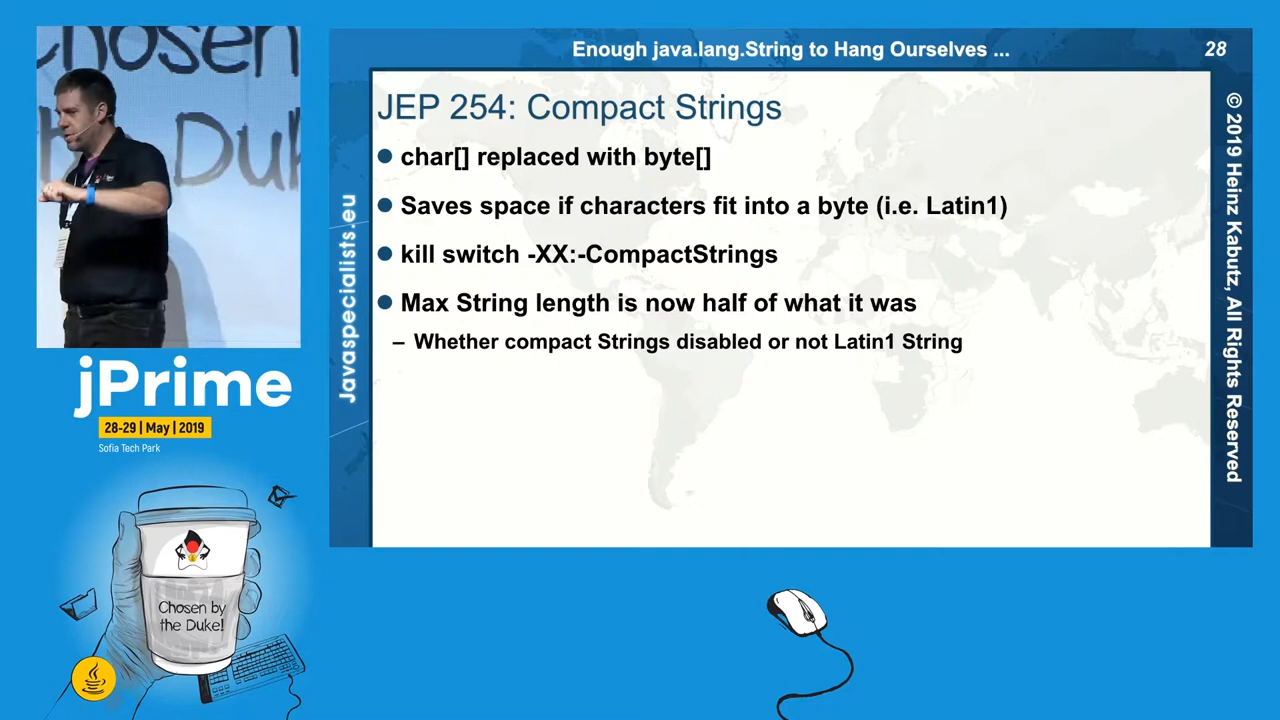 Chosen
the Duk
jPrime
28-29 | May | 2019
Sofia Tech Park
Chosen by
the Duke!
Enough java.lang.String to Hang Ourselves ...
28
JEP 254: Compact Strings
● char[] replaced with byte[]
● Saves space if characters fit into a byte (i.e. Latin1)
● kill switch -XX:-CompactStrings
● Max String length is now half of what it was
– Whether compact Strings disabled or not Latin1 String
Javaspecialists.eu
© 2019 Heinz Kabutz, All Rights Reserved